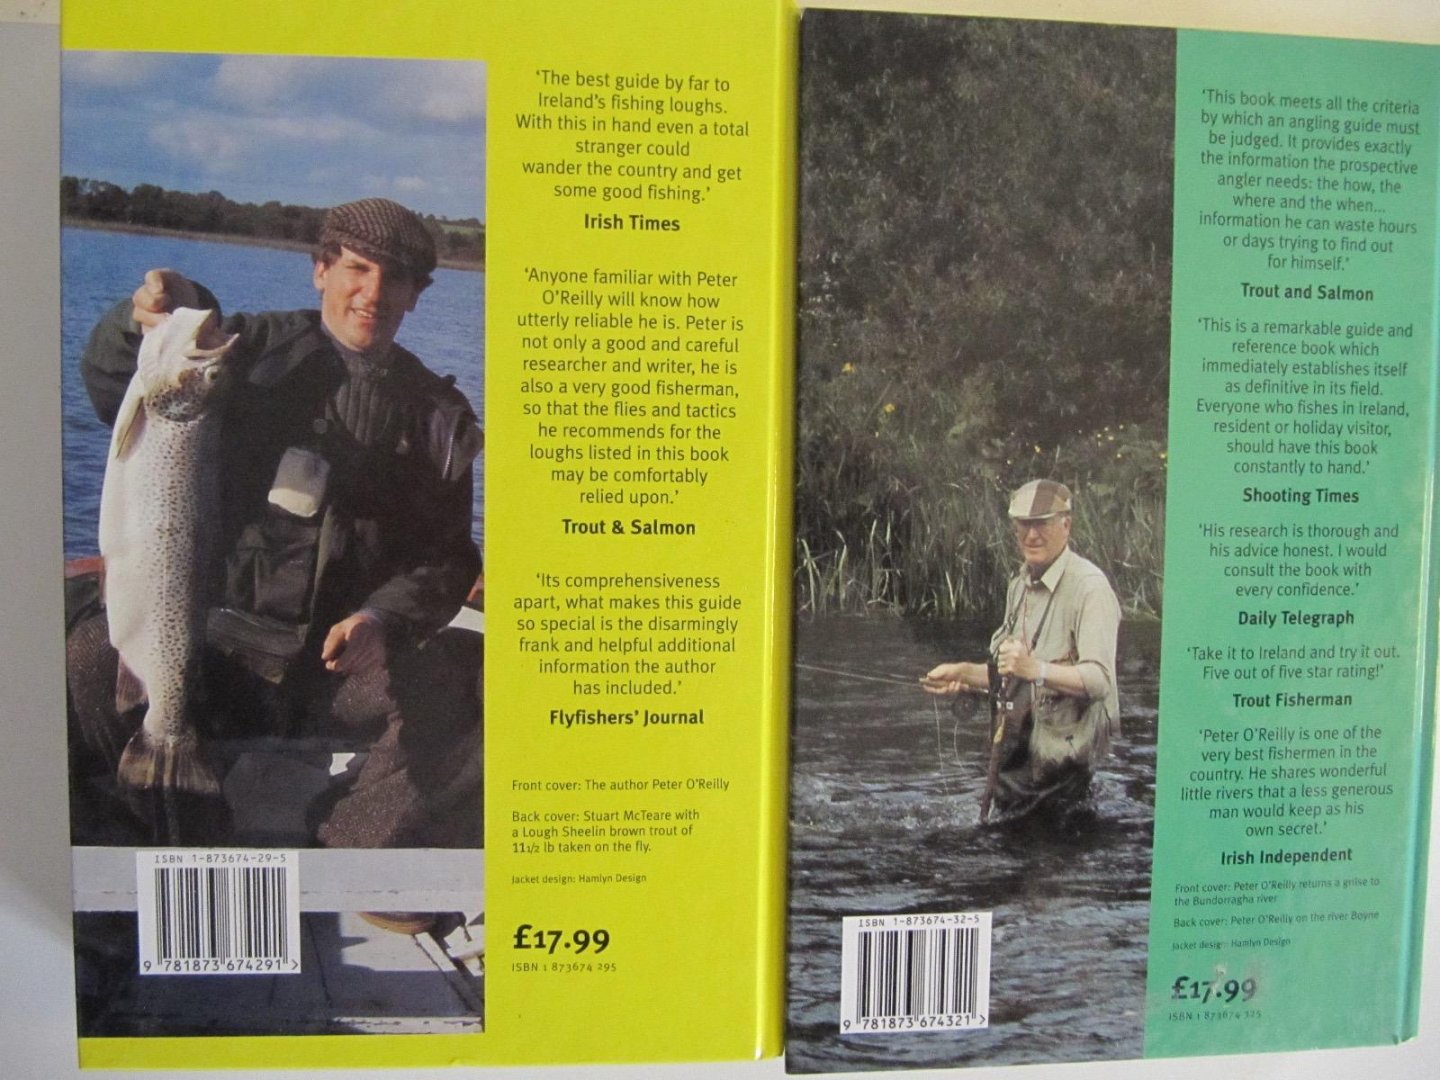 ‘The best guide by far to
Ireland’s fishing loughs.
With this in hand even a total
stranger could
wander the country and get
some good fishing.’
Irish Times
‘Anyone familiar with Peter
O’Reilly will know how
utterly reliable he is. Peter is
not only a good and careful
researcher and writer, he is
also a very good fisherman,
so that the flies and tactics
he recommends for the
loughs listed in this book
may be comfortably
relied upon.’
Trout & Salmon
‘Its comprehensiveness
apart, what makes this guide
so special is the disarmingly
frank and helpful additional
information the author
has included.’
Flyfishers’ Journal
Front cover: The author Peter O’Reilly
Back cover: Stuart McTeare with
a Lough Sheelin brown trout of
11 1/2 lb taken on the fly.
Jacket design: Hamlyn Design
£17.99
ISBN 1 873674 295
ISBN 1-873674-29-5
9 781873 674291 >
‘This book meets all the criteria
by which an angling guide must
be judged. It provides exactly
the information the prospective
angler needs: the how, the
where and the when...
information he can waste hours
or days trying to find out
for himself.’
Trout and Salmon
‘This is a remarkable guide and
reference book which
immediately establishes itself
as definitive in its field.
Everyone who fishes in Ireland,
resident or holiday visitor,
should have this book
constantly to hand.’
Shooting Times
‘His research is thorough and
his advice honest. I would
consult the book with
every confidence.’
Daily Telegraph
‘Take it to Ireland and try it out.
Five out of five star rating!’
Trout Fisherman
‘Peter O’Reilly is one of the
very best fishermen in the
country. He shares wonderful
little rivers that a less generous
man would keep as his
own secret.’
Irish Independent
Front cover: Peter O’Reilly returns a grilse to
the Bundorragha river
Back cover: Peter O’Reilly on the river Boyne
Jacket design: Hamlyn Design
£17.99
ISBN 1 873674 325
ISBN 1-873674-32-5
9 781873 674321 >